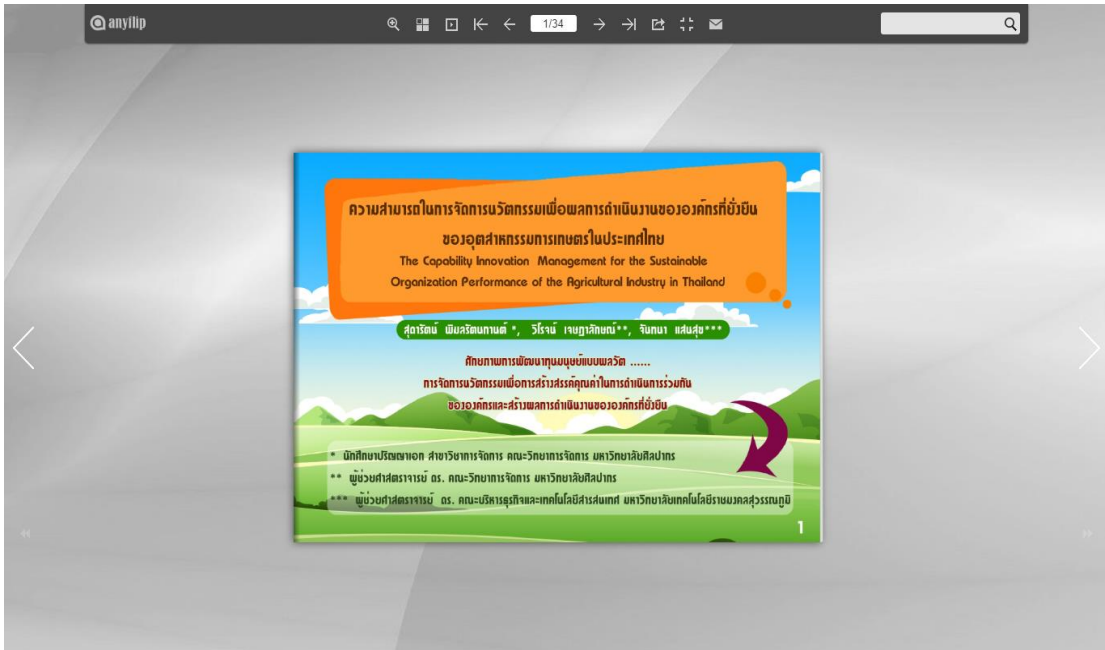 anyflip
1/34
ความสามารถในการจัดการนวัตกรรมเพื่อผลการดำเนินงานขององค์กรที่ยั่งยืน
ของอุตสาหกรรมการเกษตรในประเทศไทย
The Capability Innovation Management for the Sustainable
Organization Performance of the Agricultural Industry in Thailand
สุดารัตน์ พิมลรัตนกานต์ *, วิโรจน์ เจษฎาลักษณ์**, จันทนา แสนสุข***
ศักยภาพการพัฒนาทุนมนุษย์แบบพลวัต ......
การจัดการนวัตกรรมเพื่อการสร้างสรรค์คุณค่าในการดำเนินการร่วมกัน
ขององค์กรและสร้างผลการดำเนินงานขององค์กรที่ยั่งยืน
* นักศึกษาปริญญาเอก สาขาวิชาการจัดการ คณะวิทยาการจัดการ มหาวิทยาลัยศิลปากร
** ผู้ช่วยศาสตราจารย์ ดร. คณะวิทยาการจัดการ มหาวิทยาลัยศิลปากร
*** ผู้ช่วยศาสตราจารย์ ดร. คณะบริหารธุรกิจและเทคโนโลยีสารสนเทศ มหาวิทยาลัยเทคโนโลยีราชมงคลสุวรรณภูมิ
1